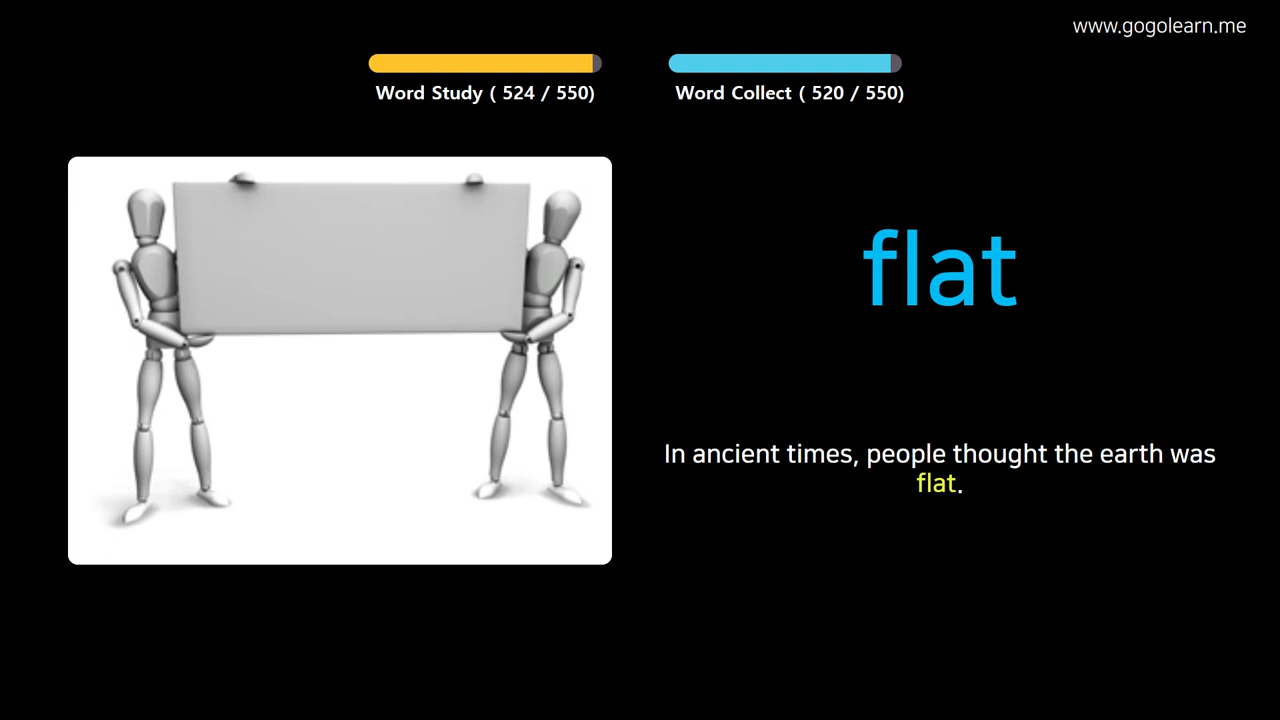 www.gogolearn.me
Word Study ( 524 / 550)
Word Collect ( 520 / 550)
flat
In ancient times, people thought the earth was
flat.